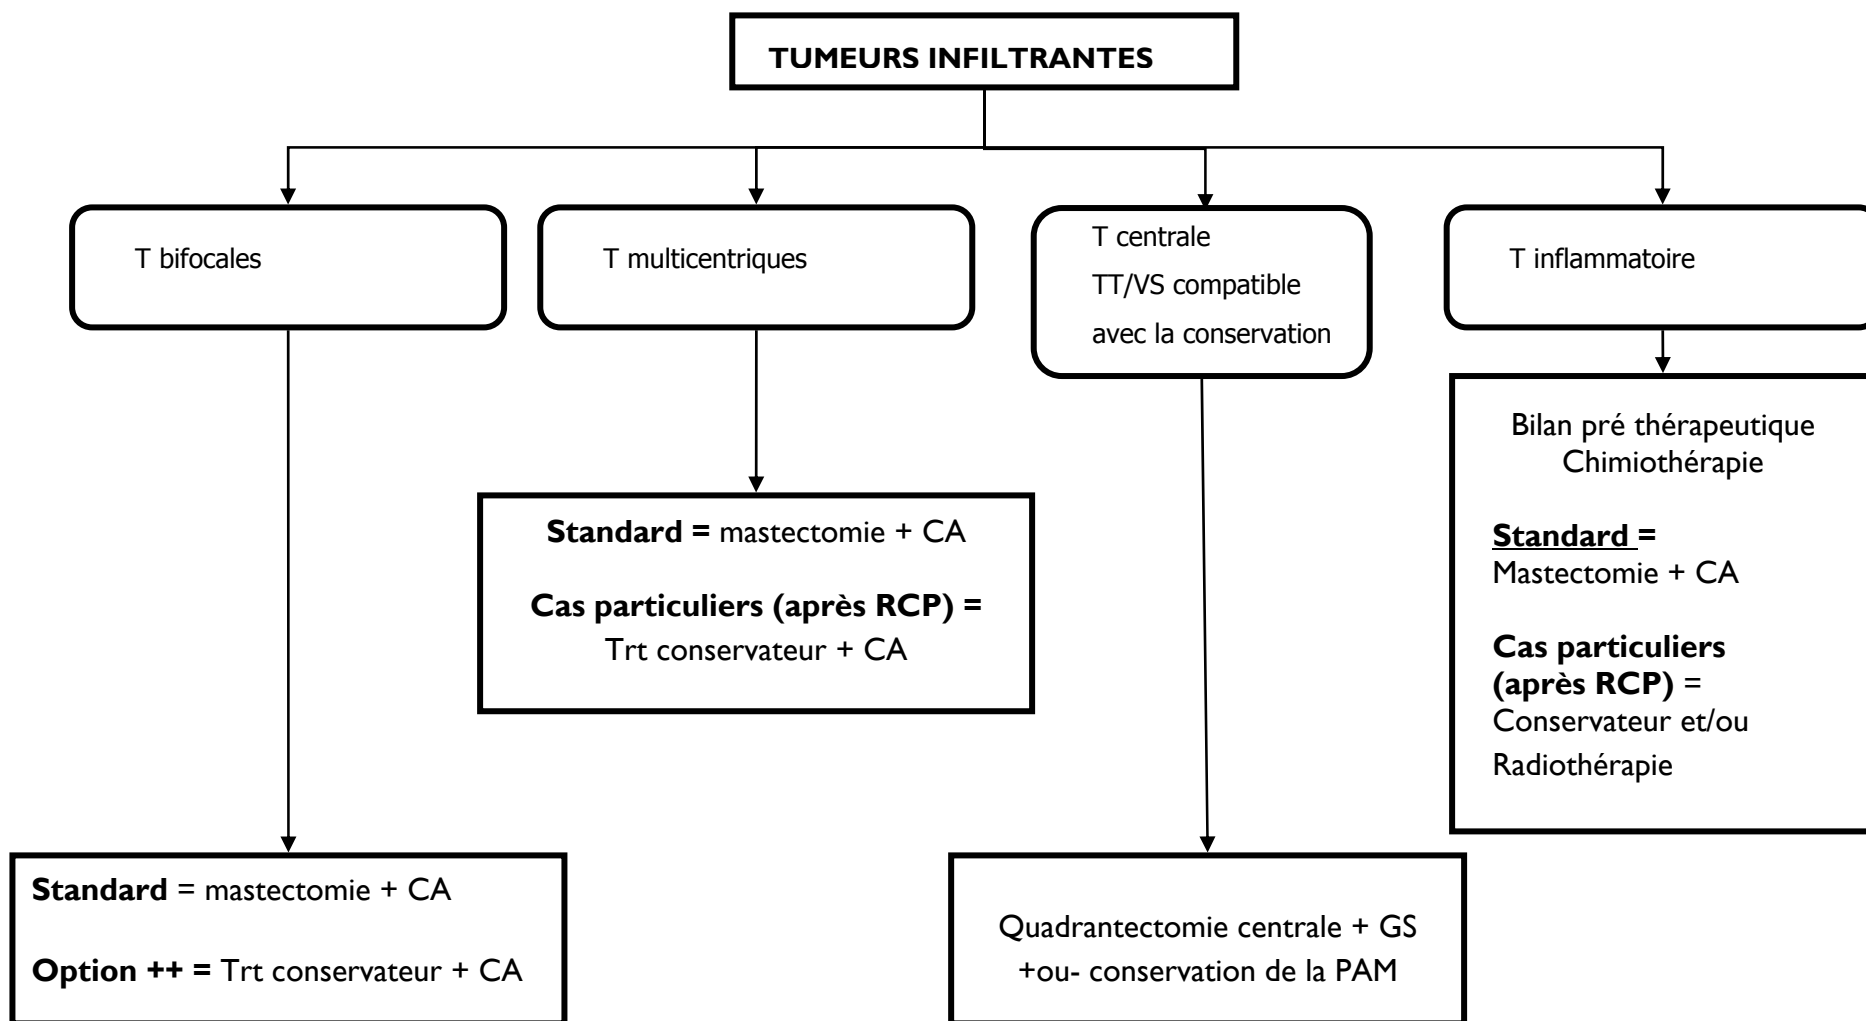 TUMEURS INFILTRANTES
T bifocales
T multicentriques
T centrale
TT/VS compatible
avec la conservation
T inflammatoire
Bilan pré thérapeutique
Chimiothérapie
Standard =
Mastectomie + CA
Cas particuliers
(après RCP) =
Conservateur et/ou
Radiothérapie
Standard = mastectomie + CA
Cas particuliers (après RCP) =
Trt conservateur + CA
Standard = mastectomie + CA
Option ++ = Trt conservateur + CA
Quadrantectomie centrale + GS
+ou- conservation de la PAM